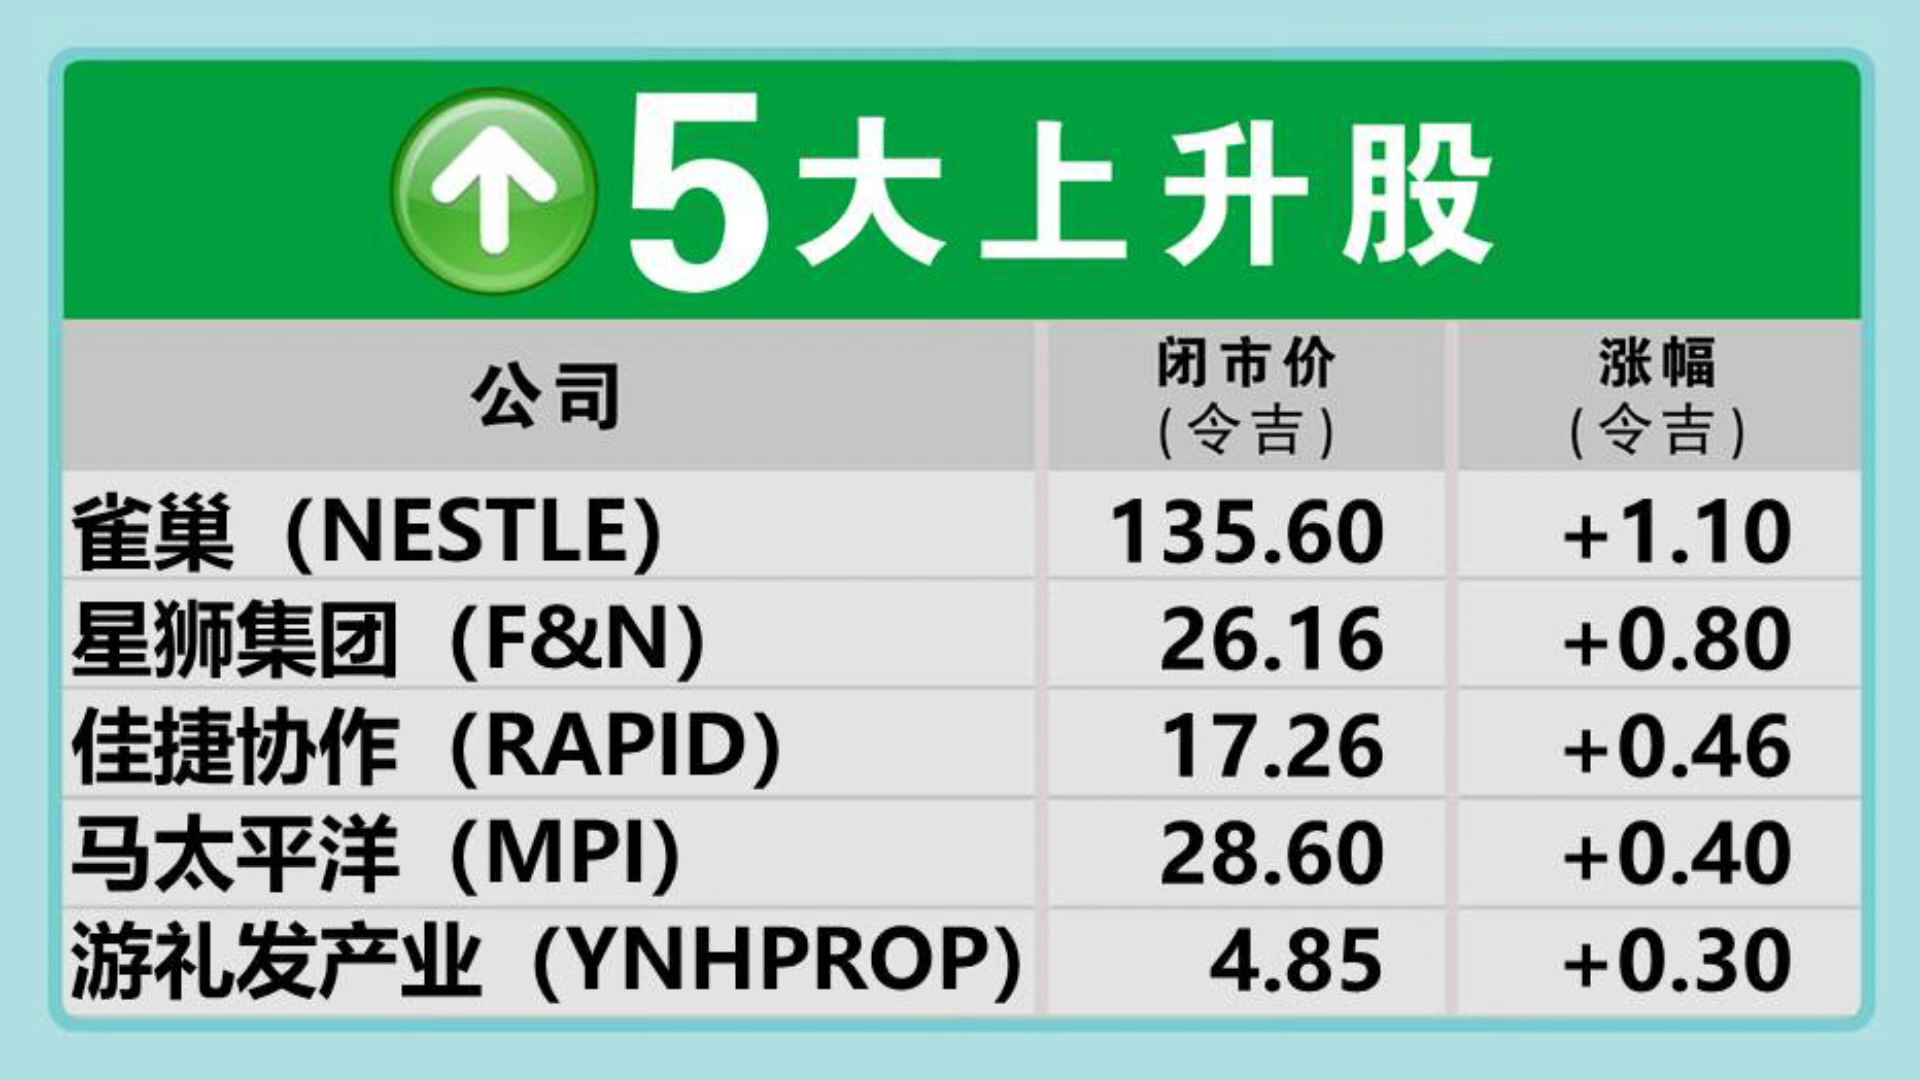 5大上升股
公司 闭市价 涨幅
(令吉) (令吉)
雀巢（NESTLE） 135.60 +1.10
星狮集团（F&N） 26.16 +0.80
佳捷协作（RAPID） 17.26 +0.46
马太平洋（MPI） 28.60 +0.40
游礼发产业（YNHPROP） 4.85 +0.30